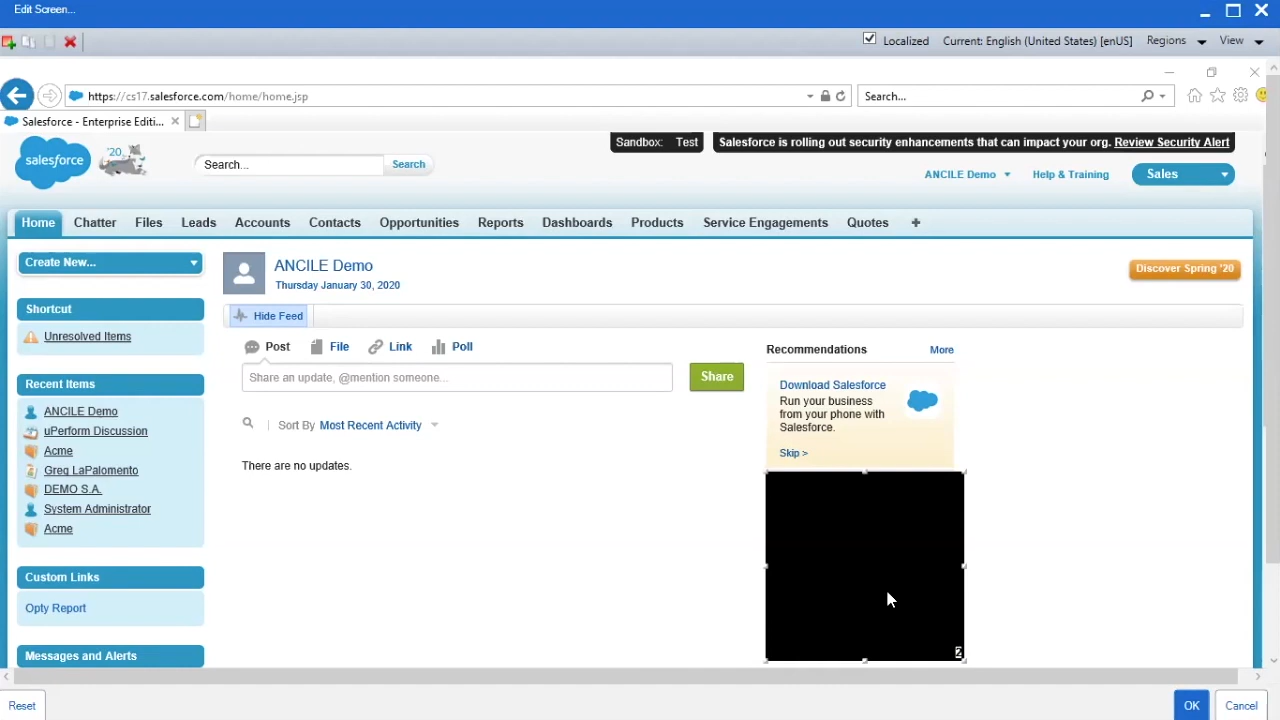 Edit Screen...
Localized Current: English (United States) [enUS] Regions View
https://cs17.salesforce.com/home/home.jsp Search...
Salesforce - Enterprise Editi...
salesforce '20
Search... Search
Sandbox: Test Salesforce is rolling out security enhancements that can impact your org. Review Security Alert
ANCILE Demo Help & Training Sales
Home Chatter Files Leads Accounts Contacts Opportunities Reports Dashboards Products Service Engagements Quotes +
Create New...
ANCILE Demo
Thursday January 30, 2020
Discover Spring '20
Shortcut
Unresolved Items
Hide Feed
Post File Link Poll
Share an update, @mention someone...
Share
Sort By Most Recent Activity
There are no updates.
Recommendations More
Download Salesforce
Run your business
from your phone with
Salesforce.
Skip >
Recent Items
ANCILE Demo
uPerform Discussion
Acme
Greg LaPalomento
DEMO S.A.
System Administrator
Acme
2
Custom Links
Opty Report
Messages and Alerts
Reset OK Cancel